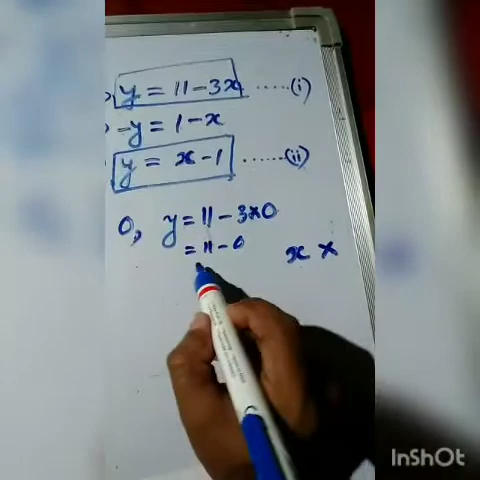 y = 11 - 3x ......(i)
-y = 1 - x
y = x - 1 ......(ii)
0, y = 11 - 3×0
= 11 - 0
x ×
InShOt